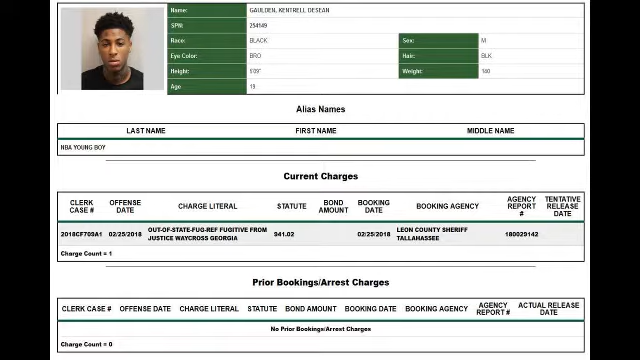 Name: GAULDEN, KENTRELL DESEAN
SPN: 254149
Race: BLACK Sex: M
Eye Color: BRO Hair: BLK
Height: 5'09" Weight: 140
Age 18
Alias Names
LAST NAME FIRST NAME MIDDLE NAME
NBA YOUNG BOY
Current Charges
CLERK CASE # OFFENSE DATE CHARGE LITERAL STATUTE BOND AMOUNT BOOKING DATE BOOKING AGENCY AGENCY REPORT # TENTATIVE RELEASE DATE
2018CF709A1 02/25/2018 OUT-OF-STATE-FUG-REF FUGITIVE FROM JUSTICE WAYCROSS GEORGIA 941.02 02/25/2018 LEON COUNTY SHERIFF TALLAHASSEE 180029142
Charge Count = 1
Prior Bookings/Arrest Charges
CLERK CASE # OFFENSE DATE CHARGE LITERAL STATUTE BOND AMOUNT BOOKING DATE BOOKING AGENCY AGENCY REPORT # ACTUAL RELEASE DATE
No Prior Bookings/Arrest Charges
Charge Count = 0